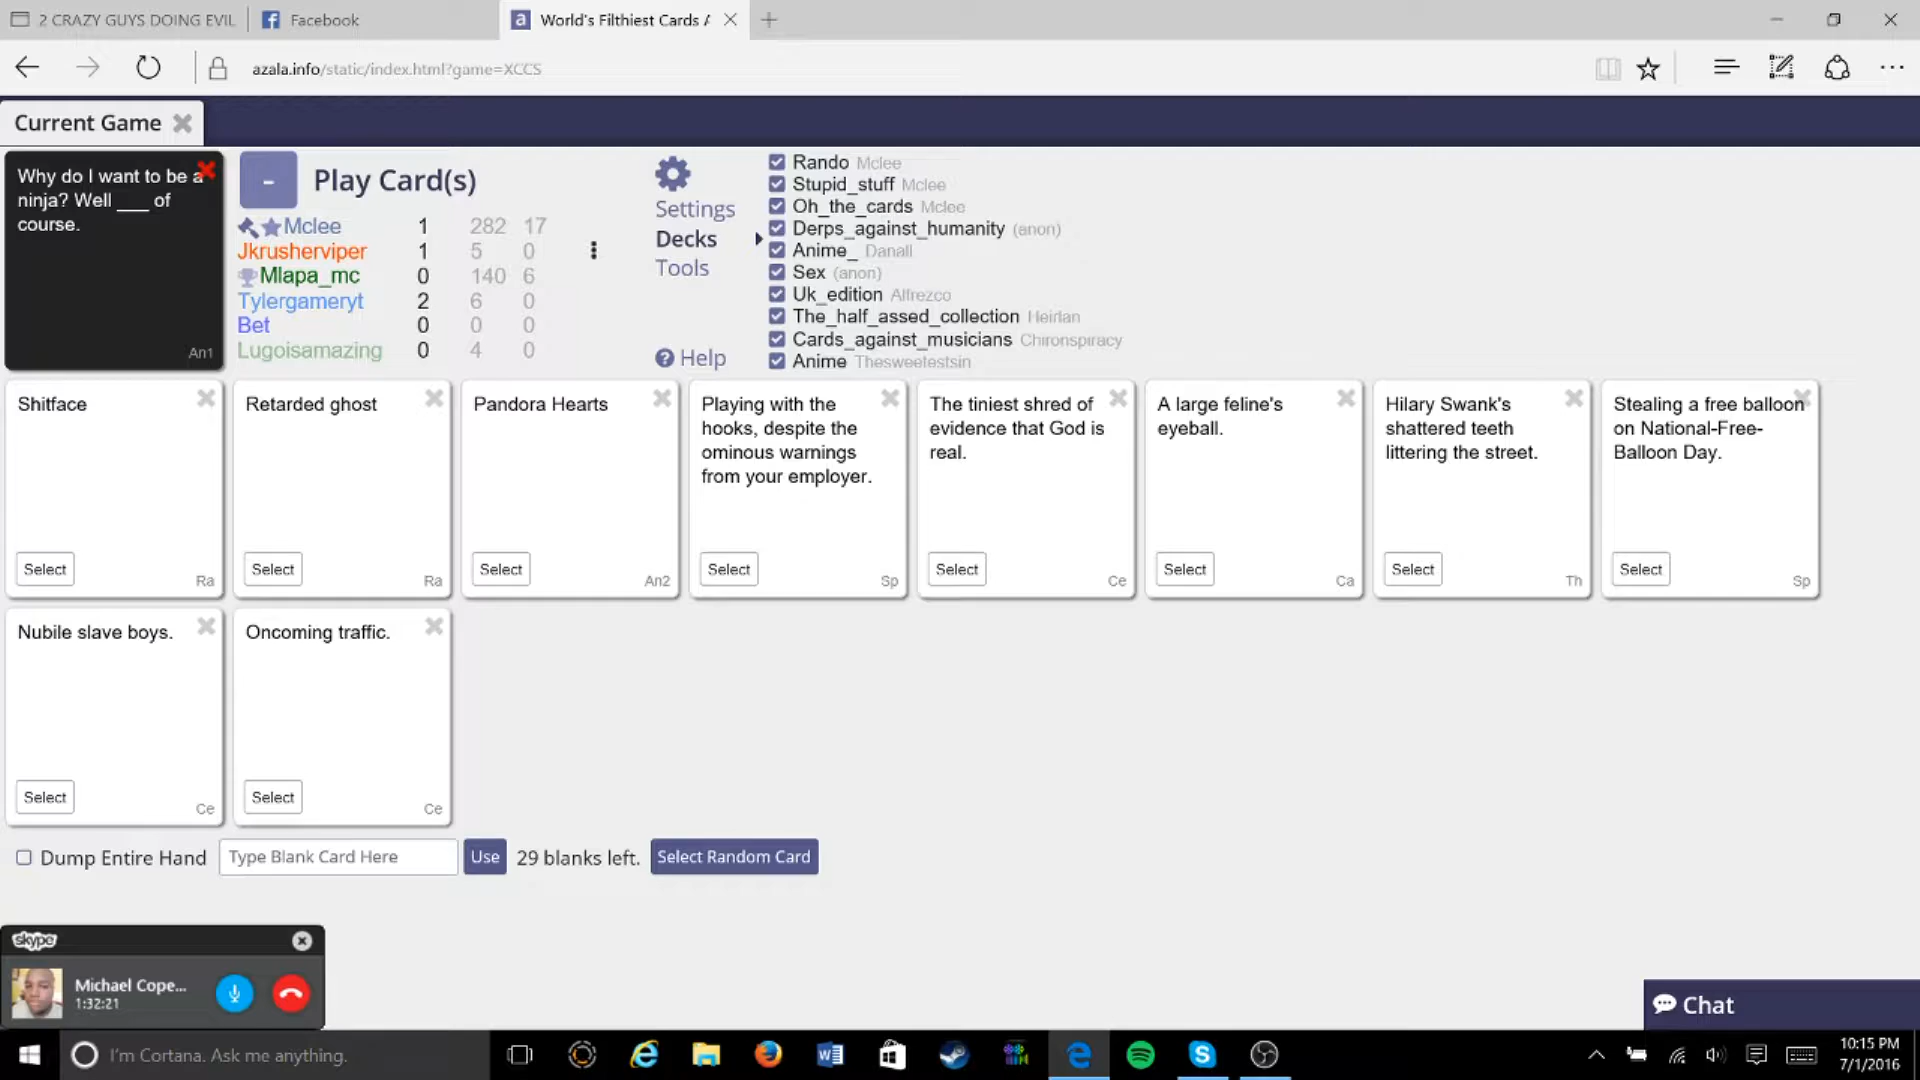 2 CRAZY GUYS DOING EVIL
Facebook
World's Filthiest Cards A
azala.info/static/index.html?game=XCCS
Current Game
Why do I want to be a
ninja? Well ___ of
course.
An1
-
Play Card(s)
Mclee 1 282 17
Jkrusherviper 1 5 0
Mlapa_mc 0 140 6
Tylergameryt 2 6 0
Bet 0 0 0
Lugoisamazing 0 4 0
Settings
Decks
Tools
Help
Rando Mclee
Stupid_stuff Mclee
Oh_the_cards Mclee
Derps_against_humanity (anon)
Anime_ Danall
Sex (anon)
Uk_edition Alfrezco
The_half_assed_collection Heirlan
Cards_against_musicians Chironspiracy
Anime Thesweetestsin
Shitface
Select
Ra
Retarded ghost
Select
Ra
Pandora Hearts
Select
An2
Playing with the
hooks, despite the
ominous warnings
from your employer.
Select
Sp
The tiniest shred of
evidence that God is
real.
Select
Ce
A large feline's
eyeball.
Select
Ca
Hilary Swank's
shattered teeth
littering the street.
Select
Th
Stealing a free balloon
on National-Free-
Balloon Day.
Select
Sp
Nubile slave boys.
Select
Ce
Oncoming traffic.
Select
Ce
Dump Entire Hand
Type Blank Card Here
Use
29 blanks left.
Select Random Card
skype
Michael Cope...
1:32:21
Chat
I'm Cortana. Ask me anything.
10:15 PM
7/1/2016